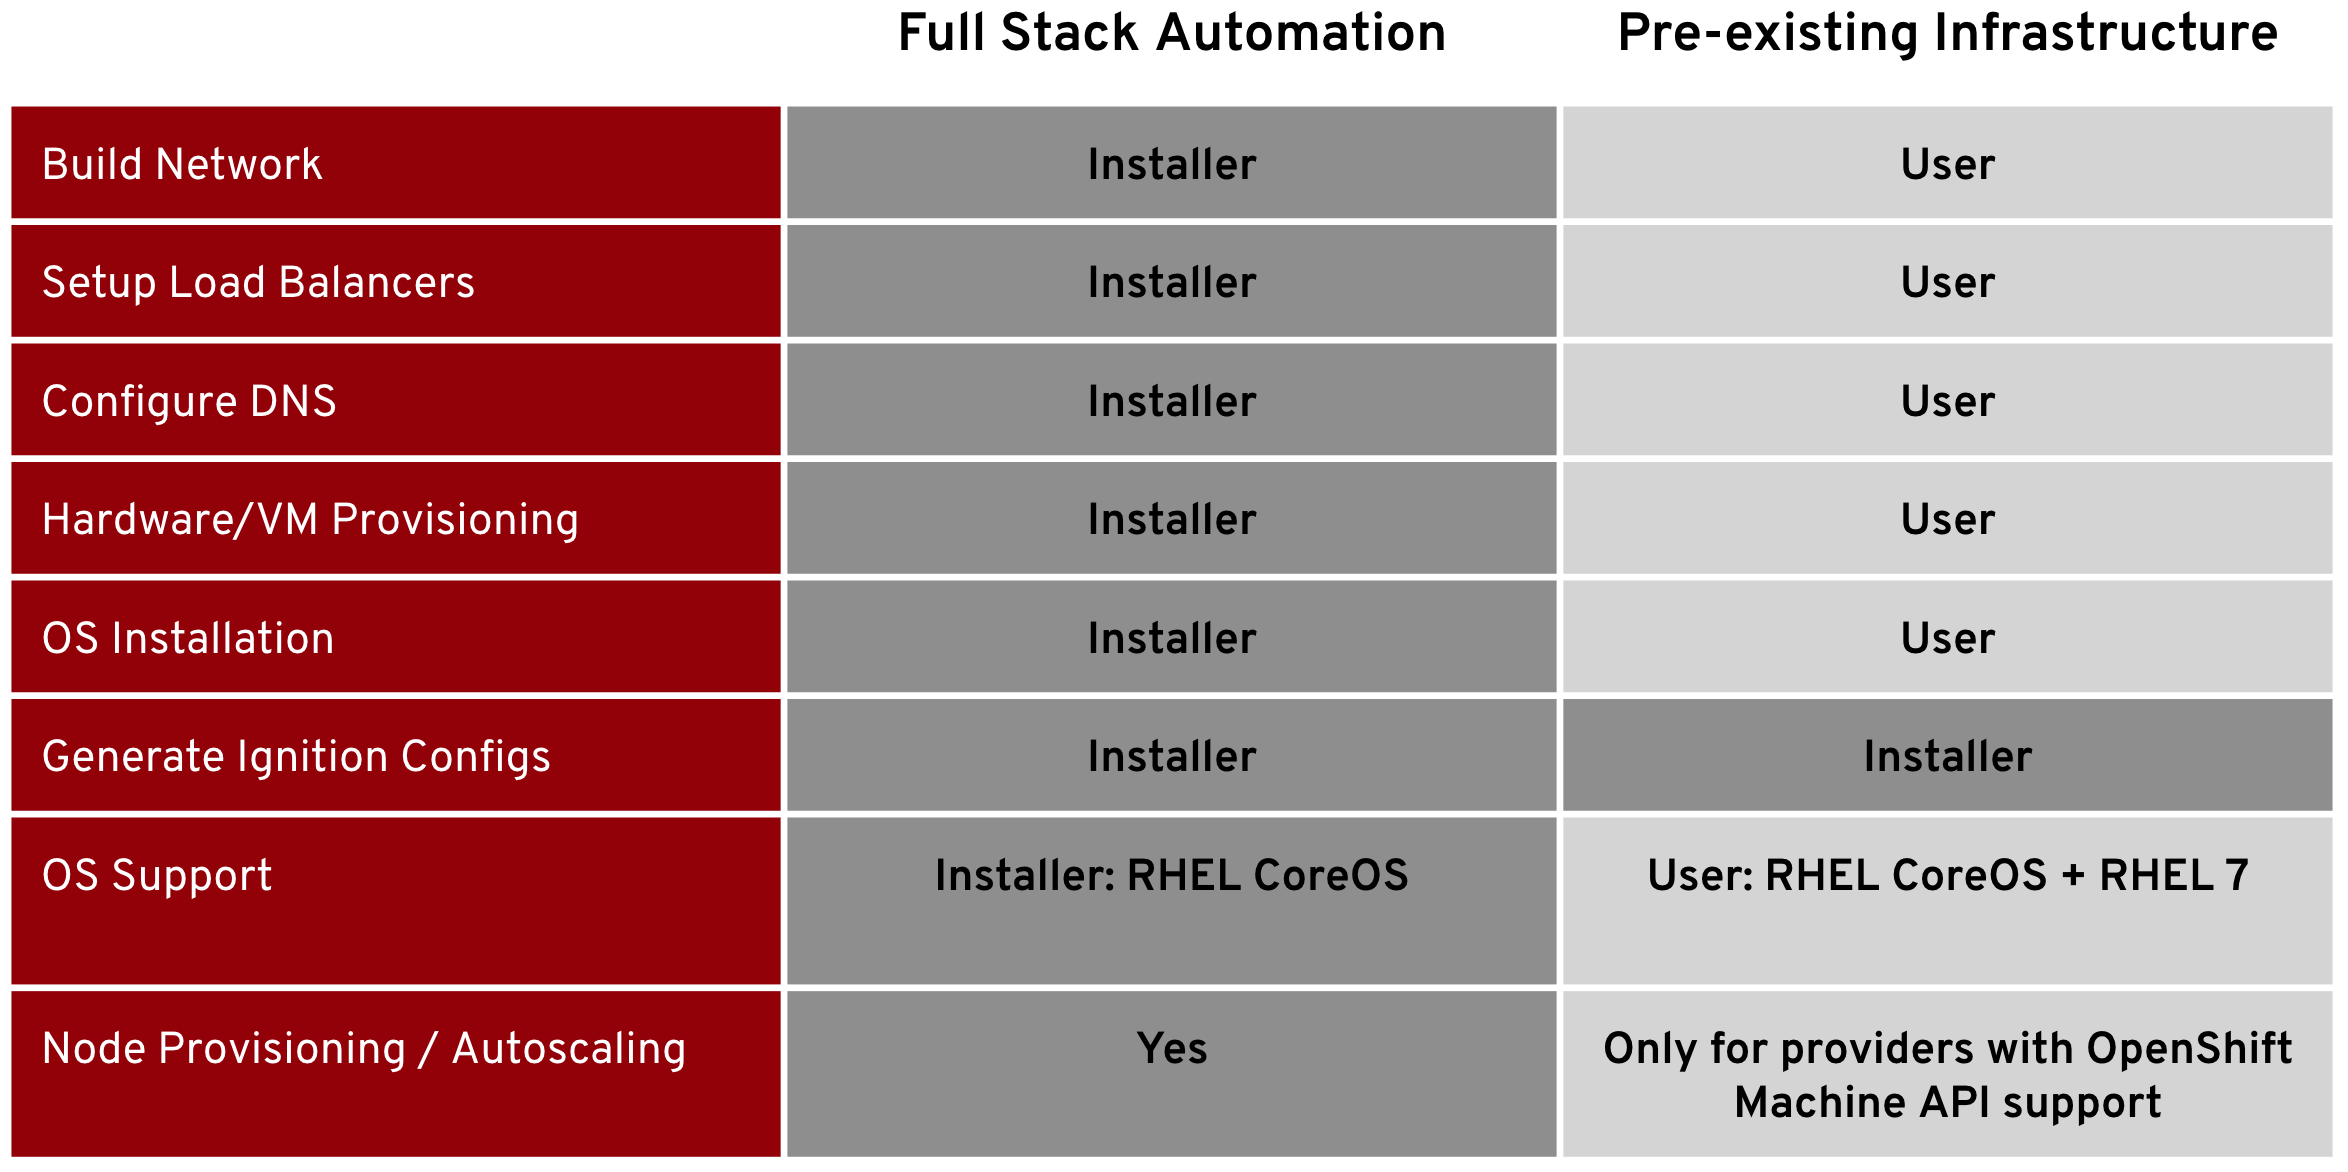 Full Stack Automation
Pre-existing Infrastructure
Build Network
Installer
User
Setup Load Balancers
Installer
User
Configure DNS
Installer
User
Hardware/VM Provisioning
Installer
User
OS Installation
Installer
User
Generate Ignition Configs
Installer
Installer
OS Support
Installer: RHEL CoreOS
User: RHEL CoreOS + RHEL 7
Node Provisioning / Autoscaling
Yes
Only for providers with OpenShift
Machine API support